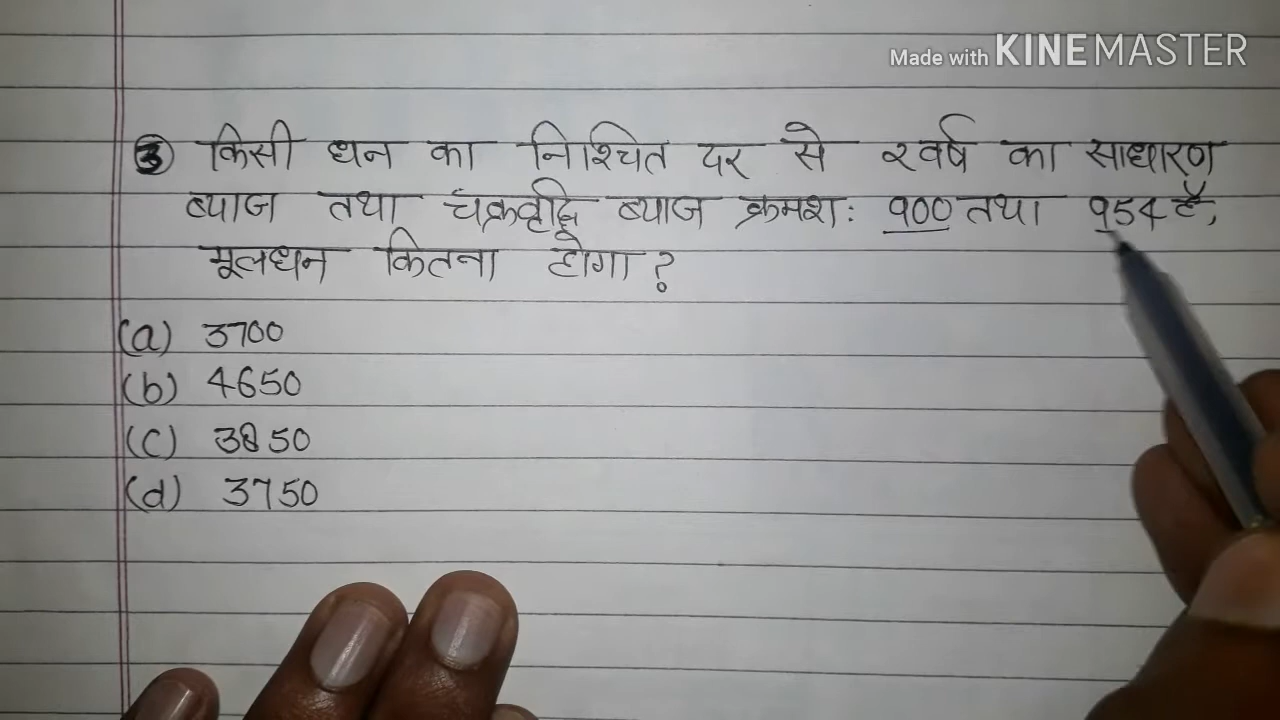 Made with KINEMASTER
③ किसी धन का निश्चित दर से २ वर्ष का साधारण
ब्याज तथा चक्रवृद्धि ब्याज क्रमशः 900 तथा 954 है,
मूलधन कितना होगा ?
(a) 3700
(b) 4650
(c) 3850
(d) 3750